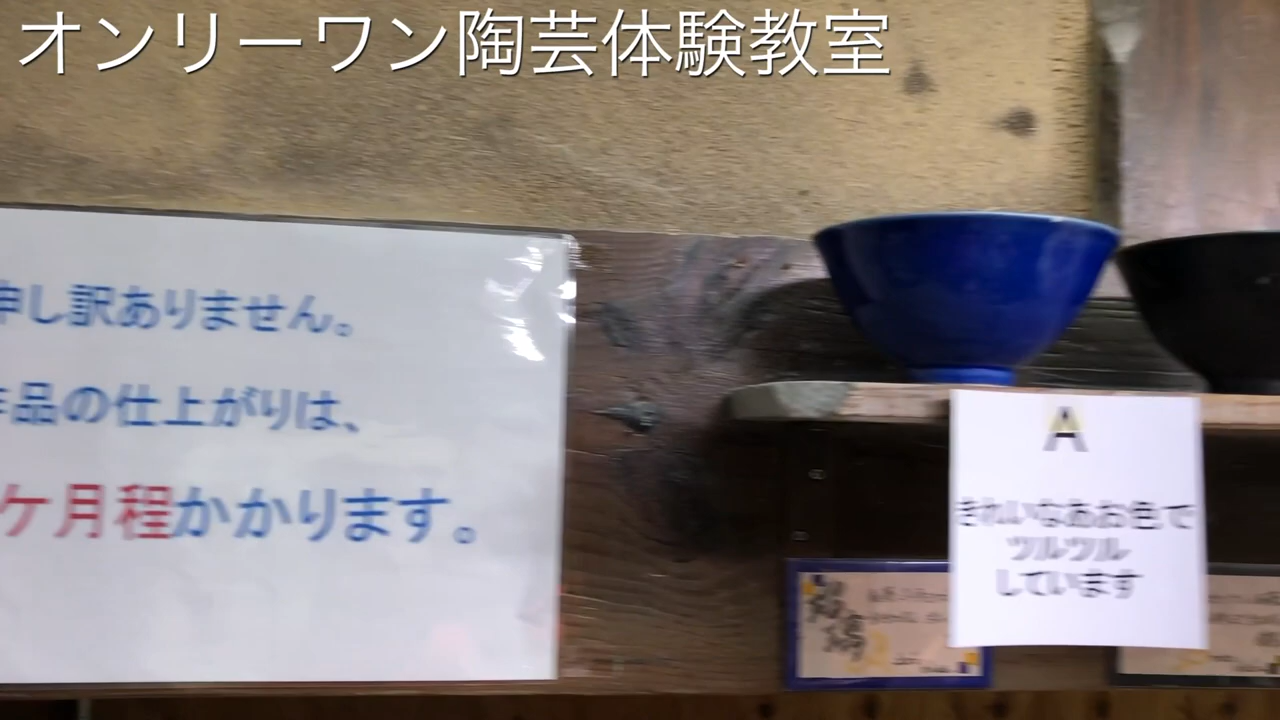 オンリーワン陶芸体験教室
申し訳ありません。
作品の仕上がりは、
ケ月程かかります。
A
きれいなあお色で
ツルツル
しています